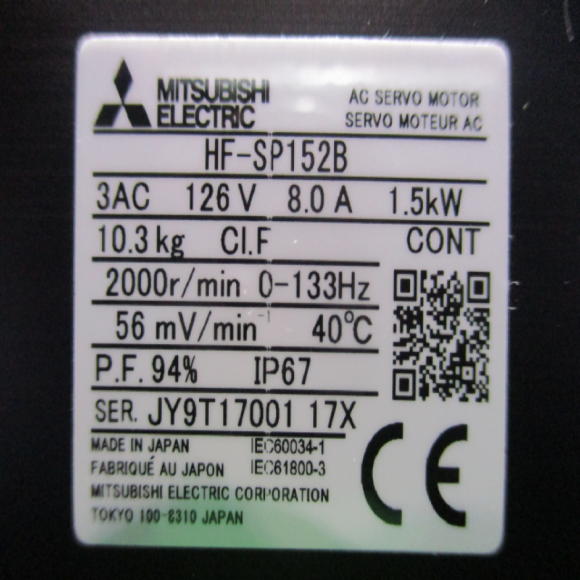 MITSUBISHI
ELECTRIC
AC SERVO MOTOR
SERVO MOTEUR AC
HF-SP152B
3AC 126 V 8.0 A 1.5kW
10.3 kg CI.F CONT
2000r/min 0-133Hz
56 mV/min⁻¹ 40℃
P.F. 94% IP67
SER. JY9T17001 17X
MADE IN JAPAN IEC60034-1
FABRIQUÉ AU JAPON IEC61800-3
MITSUBISHI ELECTRIC CORPORATION
TOKYO 100-8310 JAPAN
CE